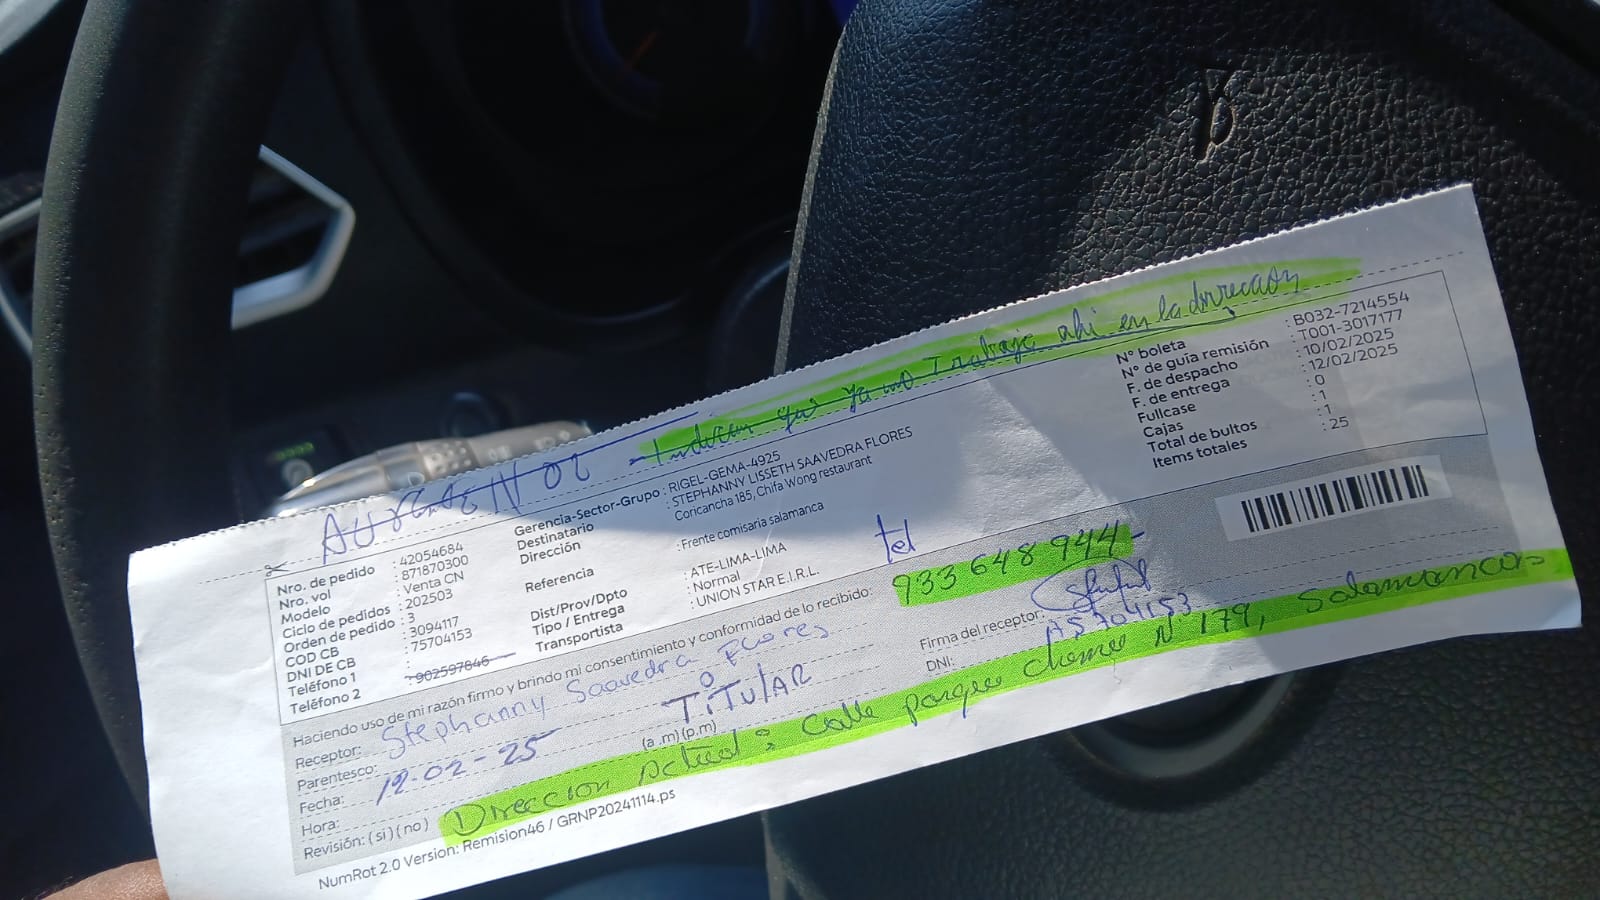 AUSENTE N 02 - Indican que ya no Trabaja ahi en la dirección
Nro. de pedido : 42054684
Nro. vol : 871870300
Modelo : Venta CN
Ciclo de pedidos : 202503
Orden de pedido : 3
COD CB : 3094117
DNI DE CB : 75704153
Teléfono 1
Teléfono 2 : 902597846
Gerencia-Sector-Grupo : RIGEL-GEMA-4925
Destinatario : STEPHANNY LISSETH SAAVEDRA FLORES
Dirección : Coricancha 185, Chifa Wong restaurant
Referencia : Frente comisaria salamanca
Dist/Prov/Dpto : ATE-LIMA-LIMA
Tipo / Entrega : Normal
Transportista : UNION STAR E.I.R.L.
N° boleta : B032-7214554
N° de guía remisión : T001-3017177
F. de despacho : 10/02/2025
F. de entrega : 12/02/2025
Fullcase : 0
Cajas : 1
Total de bultos : 1
Items totales : 25
tel
933 648 944-
Haciendo uso de mi razón firmo y brindo mi consentimiento y conformidad de lo recibido:
Receptor: Stephanny Saavedra Flores
Firma del receptor:
Parentesco: TiTulAR
DNI: 75704153
Fecha: 12-02-25
Hora: (a .m) (p.m)
Revisión: (si) (no) Direccion Actual: Calle parque N 179, Salamanca
NumRot 2.0 Version: Remision46 / GRNP20241114.ps